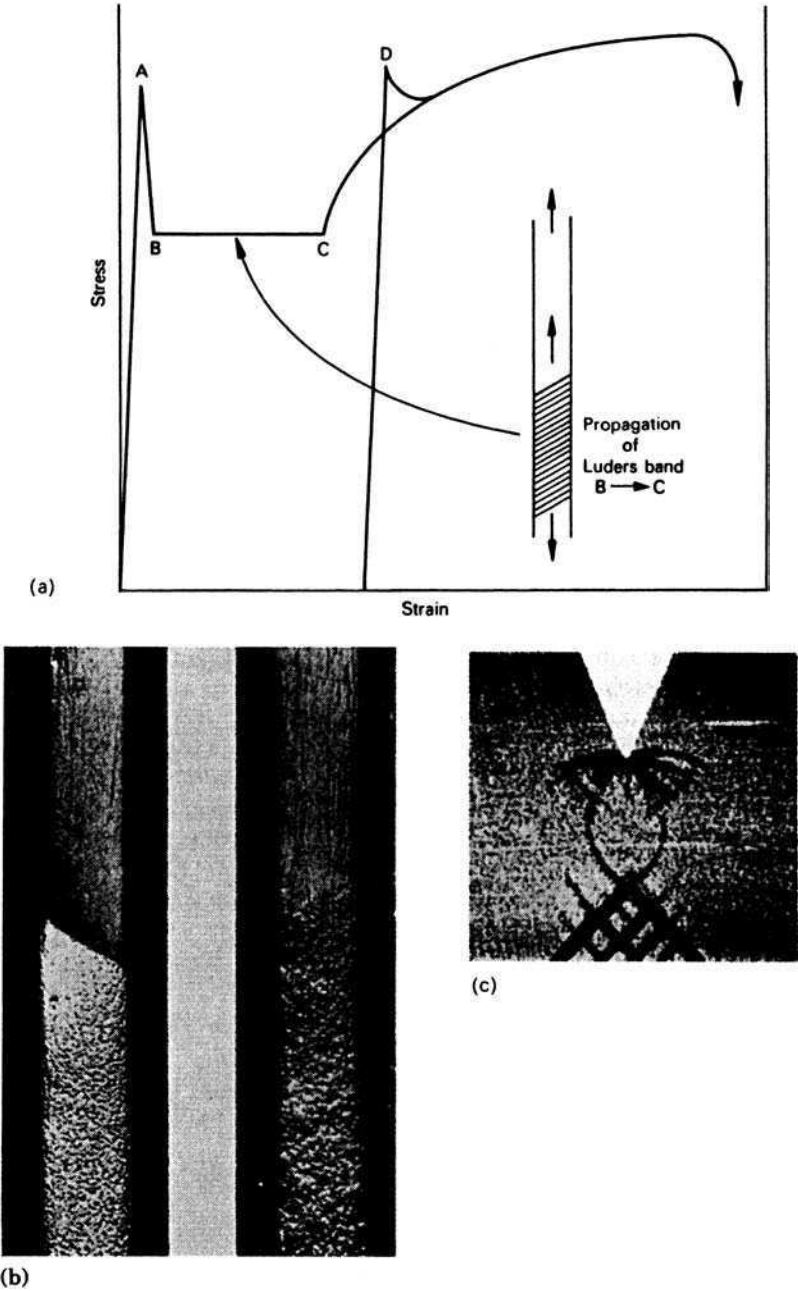 A
D
B
C
Stress
Propagation
of
Luders band
B → C
(a)
Strain
(c)
(b)